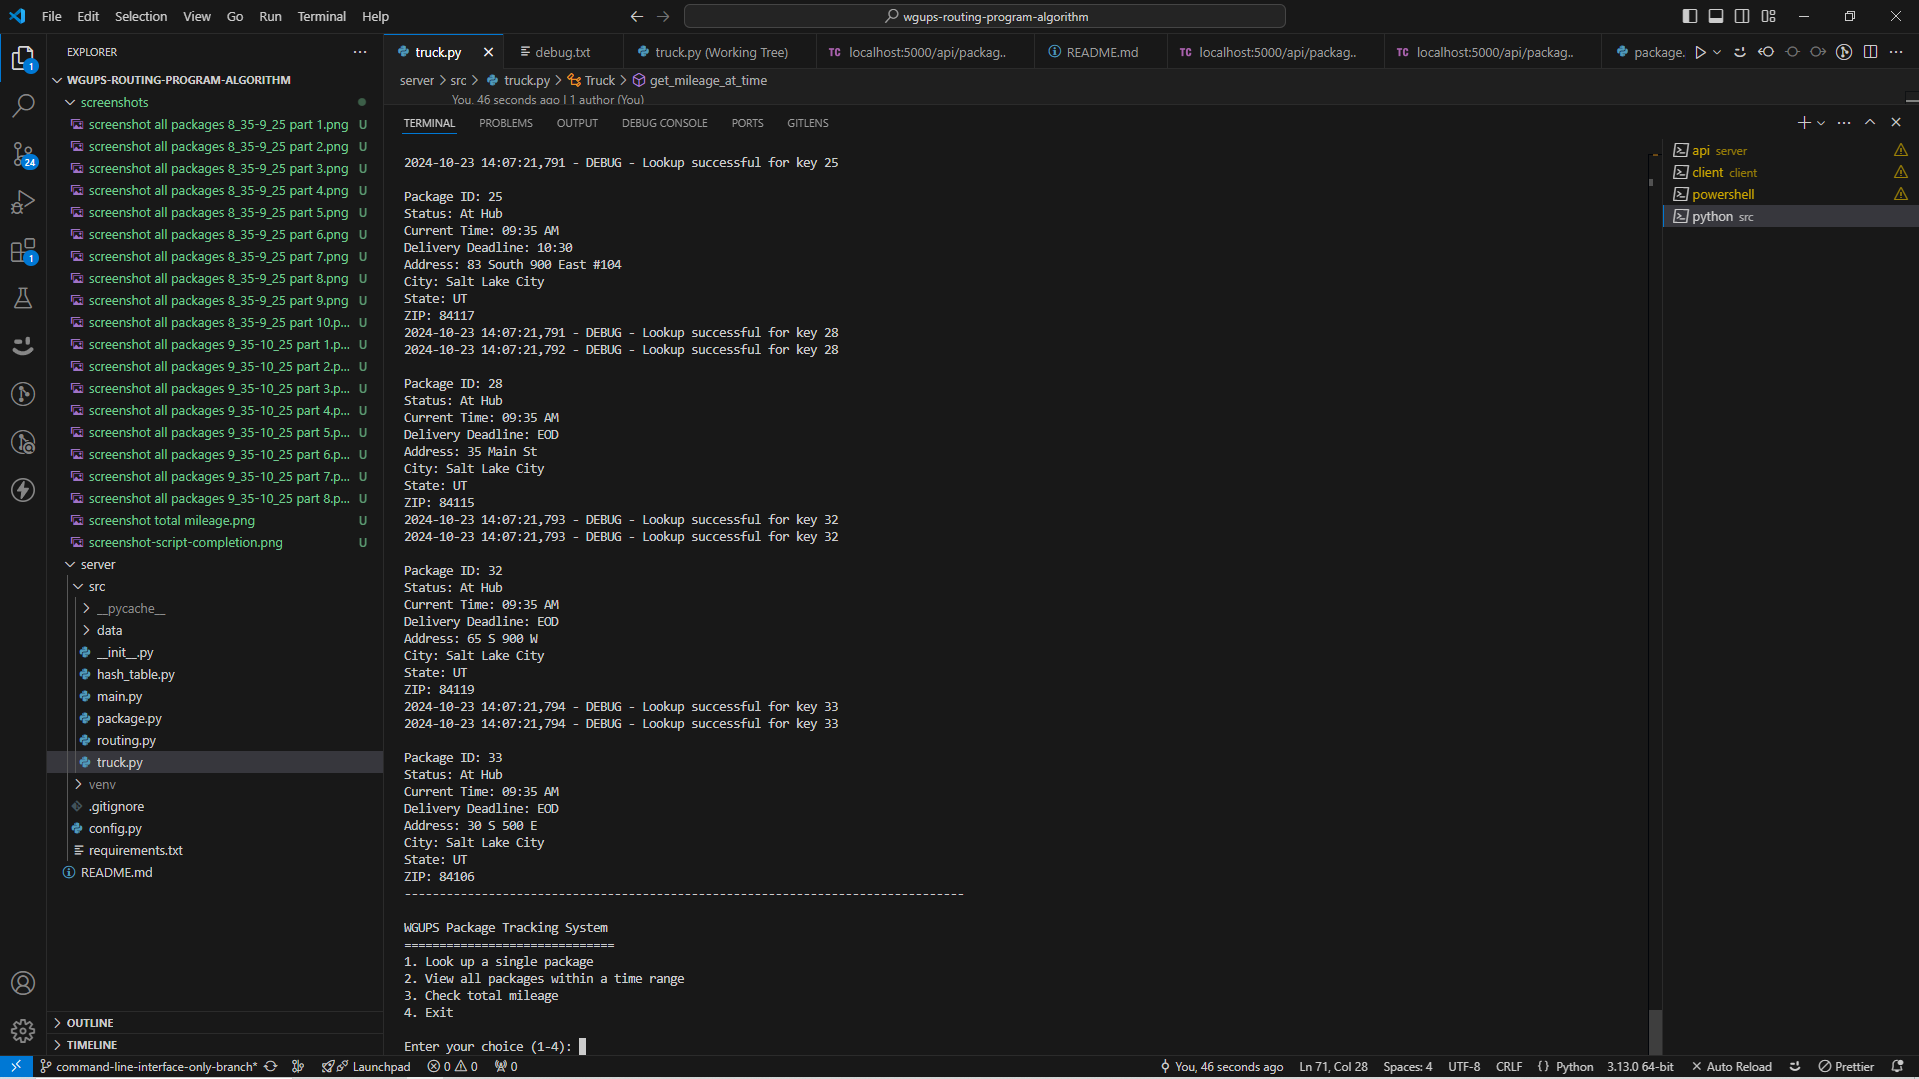 File Edit Selection View Go Run Terminal Help
wgups-routing-program-algorithm
EXPLORER
WGUPS-ROUTING-PROGRAM-ALGORITHM
screenshots
screenshot all packages 8_35-9_25 part 1.png U
screenshot all packages 8_35-9_25 part 2.png U
screenshot all packages 8_35-9_25 part 3.png U
screenshot all packages 8_35-9_25 part 4.png U
screenshot all packages 8_35-9_25 part 5.png U
screenshot all packages 8_35-9_25 part 6.png U
screenshot all packages 8_35-9_25 part 7.png U
screenshot all packages 8_35-9_25 part 8.png U
screenshot all packages 8_35-9_25 part 9.png U
screenshot all packages 8_35-9_25 part 10.p... U
screenshot all packages 9_35-10_25 part 1.p... U
screenshot all packages 9_35-10_25 part 2.p... U
screenshot all packages 9_35-10_25 part 3.p... U
screenshot all packages 9_35-10_25 part 4.p... U
screenshot all packages 9_35-10_25 part 5.p... U
screenshot all packages 9_35-10_25 part 6.p... U
screenshot all packages 9_35-10_25 part 7.p... U
screenshot all packages 9_35-10_25 part 8.p... U
screenshot total mileage.png U
screenshot-script-completion.png U
server
src
__pycache__
data
__init__.py
hash_table.py
main.py
package.py
routing.py
truck.py
venv
.gitignore
config.py
requirements.txt
README.md
OUTLINE
TIMELINE
1
24
1
truck.py debug.txt truck.py (Working Tree) TC localhost:5000/api/packag.. README.md TC localhost:5000/api/packag.. TC localhost:5000/api/packag.. package.
server > src > truck.py > Truck > get_mileage_at_time
You, 46 seconds ago | 1 author (You)
TERMINAL PROBLEMS OUTPUT DEBUG CONSOLE PORTS GITLENS
2024-10-23 14:07:21,791 - DEBUG - Lookup successful for key 25
Package ID: 25
Status: At Hub
Current Time: 09:35 AM
Delivery Deadline: 10:30
Address: 83 South 900 East #104
City: Salt Lake City
State: UT
ZIP: 84117
2024-10-23 14:07:21,791 - DEBUG - Lookup successful for key 28
2024-10-23 14:07:21,792 - DEBUG - Lookup successful for key 28
Package ID: 28
Status: At Hub
Current Time: 09:35 AM
Delivery Deadline: EOD
Address: 35 Main St
City: Salt Lake City
State: UT
ZIP: 84115
2024-10-23 14:07:21,793 - DEBUG - Lookup successful for key 32
2024-10-23 14:07:21,793 - DEBUG - Lookup successful for key 32
Package ID: 32
Status: At Hub
Current Time: 09:35 AM
Delivery Deadline: EOD
Address: 65 S 900 W
City: Salt Lake City
State: UT
ZIP: 84119
2024-10-23 14:07:21,794 - DEBUG - Lookup successful for key 33
2024-10-23 14:07:21,794 - DEBUG - Lookup successful for key 33
Package ID: 33
Status: At Hub
Current Time: 09:35 AM
Delivery Deadline: EOD
Address: 30 S 500 E
City: Salt Lake City
State: UT
ZIP: 84106
--------------------------------------------------------------------------------
WGUPS Package Tracking System
==============================
1. Look up a single package
2. View all packages within a time range
3. Check total mileage
4. Exit
Enter your choice (1-4):
api server
client client
powershell
python src
command-line-interface-only-branch* Launchpad 0 0 0 You, 46 seconds ago Ln 71, Col 28 Spaces: 4 UTF-8 CRLF { } Python 3.13.0 64-bit Auto Reload Prettier